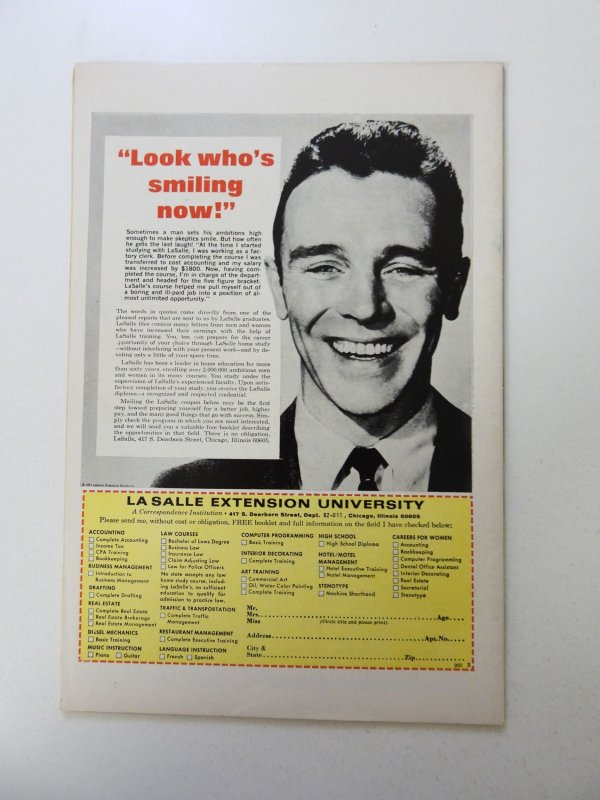 “Look who’s
smiling
now!”
Sometimes a man sets his ambitions high
enough to make skeptics smile. But how often
he gets the last laugh! "At the time I started
studying with LaSalle, I was working as a fac-
tory clerk. Before completing the course I was
transferred to cost accounting and my salary
was increased by $1800. Now, having com-
pleted the course, I'm in charge of the depart-
ment and headed for the five figure bracket.
LaSalle's course helped me pull myself out of
a boring and ill-paid job into a position of al-
most unlimited opportunity."
The words in quotes come directly from one of the
pleased reports that are sent to us by LaSalle graduates.
LaSalle files contain many letters from men and women
who have increased their earnings with the help of
LaSalle training. You, too, can prepare for the career
opportunity of your choice through LaSalle home study
—without interfering with your present work—and by de-
voting only a little of your spare time.
LaSalle has been a leader in home education for more
than sixty years, enrolling over 2,000,000 ambitious men
and women in its many courses. You study under the
supervision of LaSalle's experienced faculty. Upon satis-
factory completion of your study, you receive the LaSalle
diploma—a recognized and respected credential.
Mailing the LaSalle coupon below may be the first
step toward preparing yourself for a better job, higher
pay, and the many good things that go with success. Sim-
ply check the program in which you are most interested,
and we will send you a valuable free booklet describing
the opportunities in that field. There is no obligation.
LaSalle, 417 S. Dearborn Street, Chicago, Illinois 60605.
LA SALLE EXTENSION UNIVERSITY
A Correspondence Institution • 417 S. Dearborn Street, Dept. 92-011, Chicago, Illinois 60605
Please send me, without cost or obligation, FREE booklet and full information on the field I have checked below:
ACCOUNTING
Complete Accounting
Income Tax
CPA Training
Bookkeeping
BUSINESS MANAGEMENT
Introduction to
Business Management
DRAFTING
Complete Drafting
REAL ESTATE
Complete Real Estate
Real Estate Brokerage
Real Estate Management
DIESEL MECHANICS
Basic Training
MUSIC INSTRUCTION
Piano Guitar
LAW COURSES
Bachelor of Laws Degree
Business Law
Insurance Law
Claim Adjusting Law
Law for Police Officers
No state accepts any law
home study course, includ-
ing LaSalle's, as sufficient
education to qualify for
admission to practice law.
TRAFFIC & TRANSPORTATION
Complete Traffic
Management
RESTAURANT MANAGEMENT
Complete Executive Training
LANGUAGE INSTRUCTION
French Spanish
COMPUTER PROGRAMMING
Basic Training
INTERIOR DECORATING
Complete Training
ART TRAINING
Commercial Art
Oil, Water Color Painting
Complete Training
HIGH SCHOOL
High School Diploma
HOTEL/MOTEL
MANAGEMENT
Hotel Executive Training
Motel Management
STENOTYPE
Machine Shorthand
CAREERS FOR WOMEN
Accounting
Bookkeeping
Computer Programming
Dental Office Assistant
Interior Decorating
Real Estate
Secretarial
Stenotype
Mr.
Mrs. Age
Miss (Circle title and please print)
Address Apt. No.
City &
State Zip